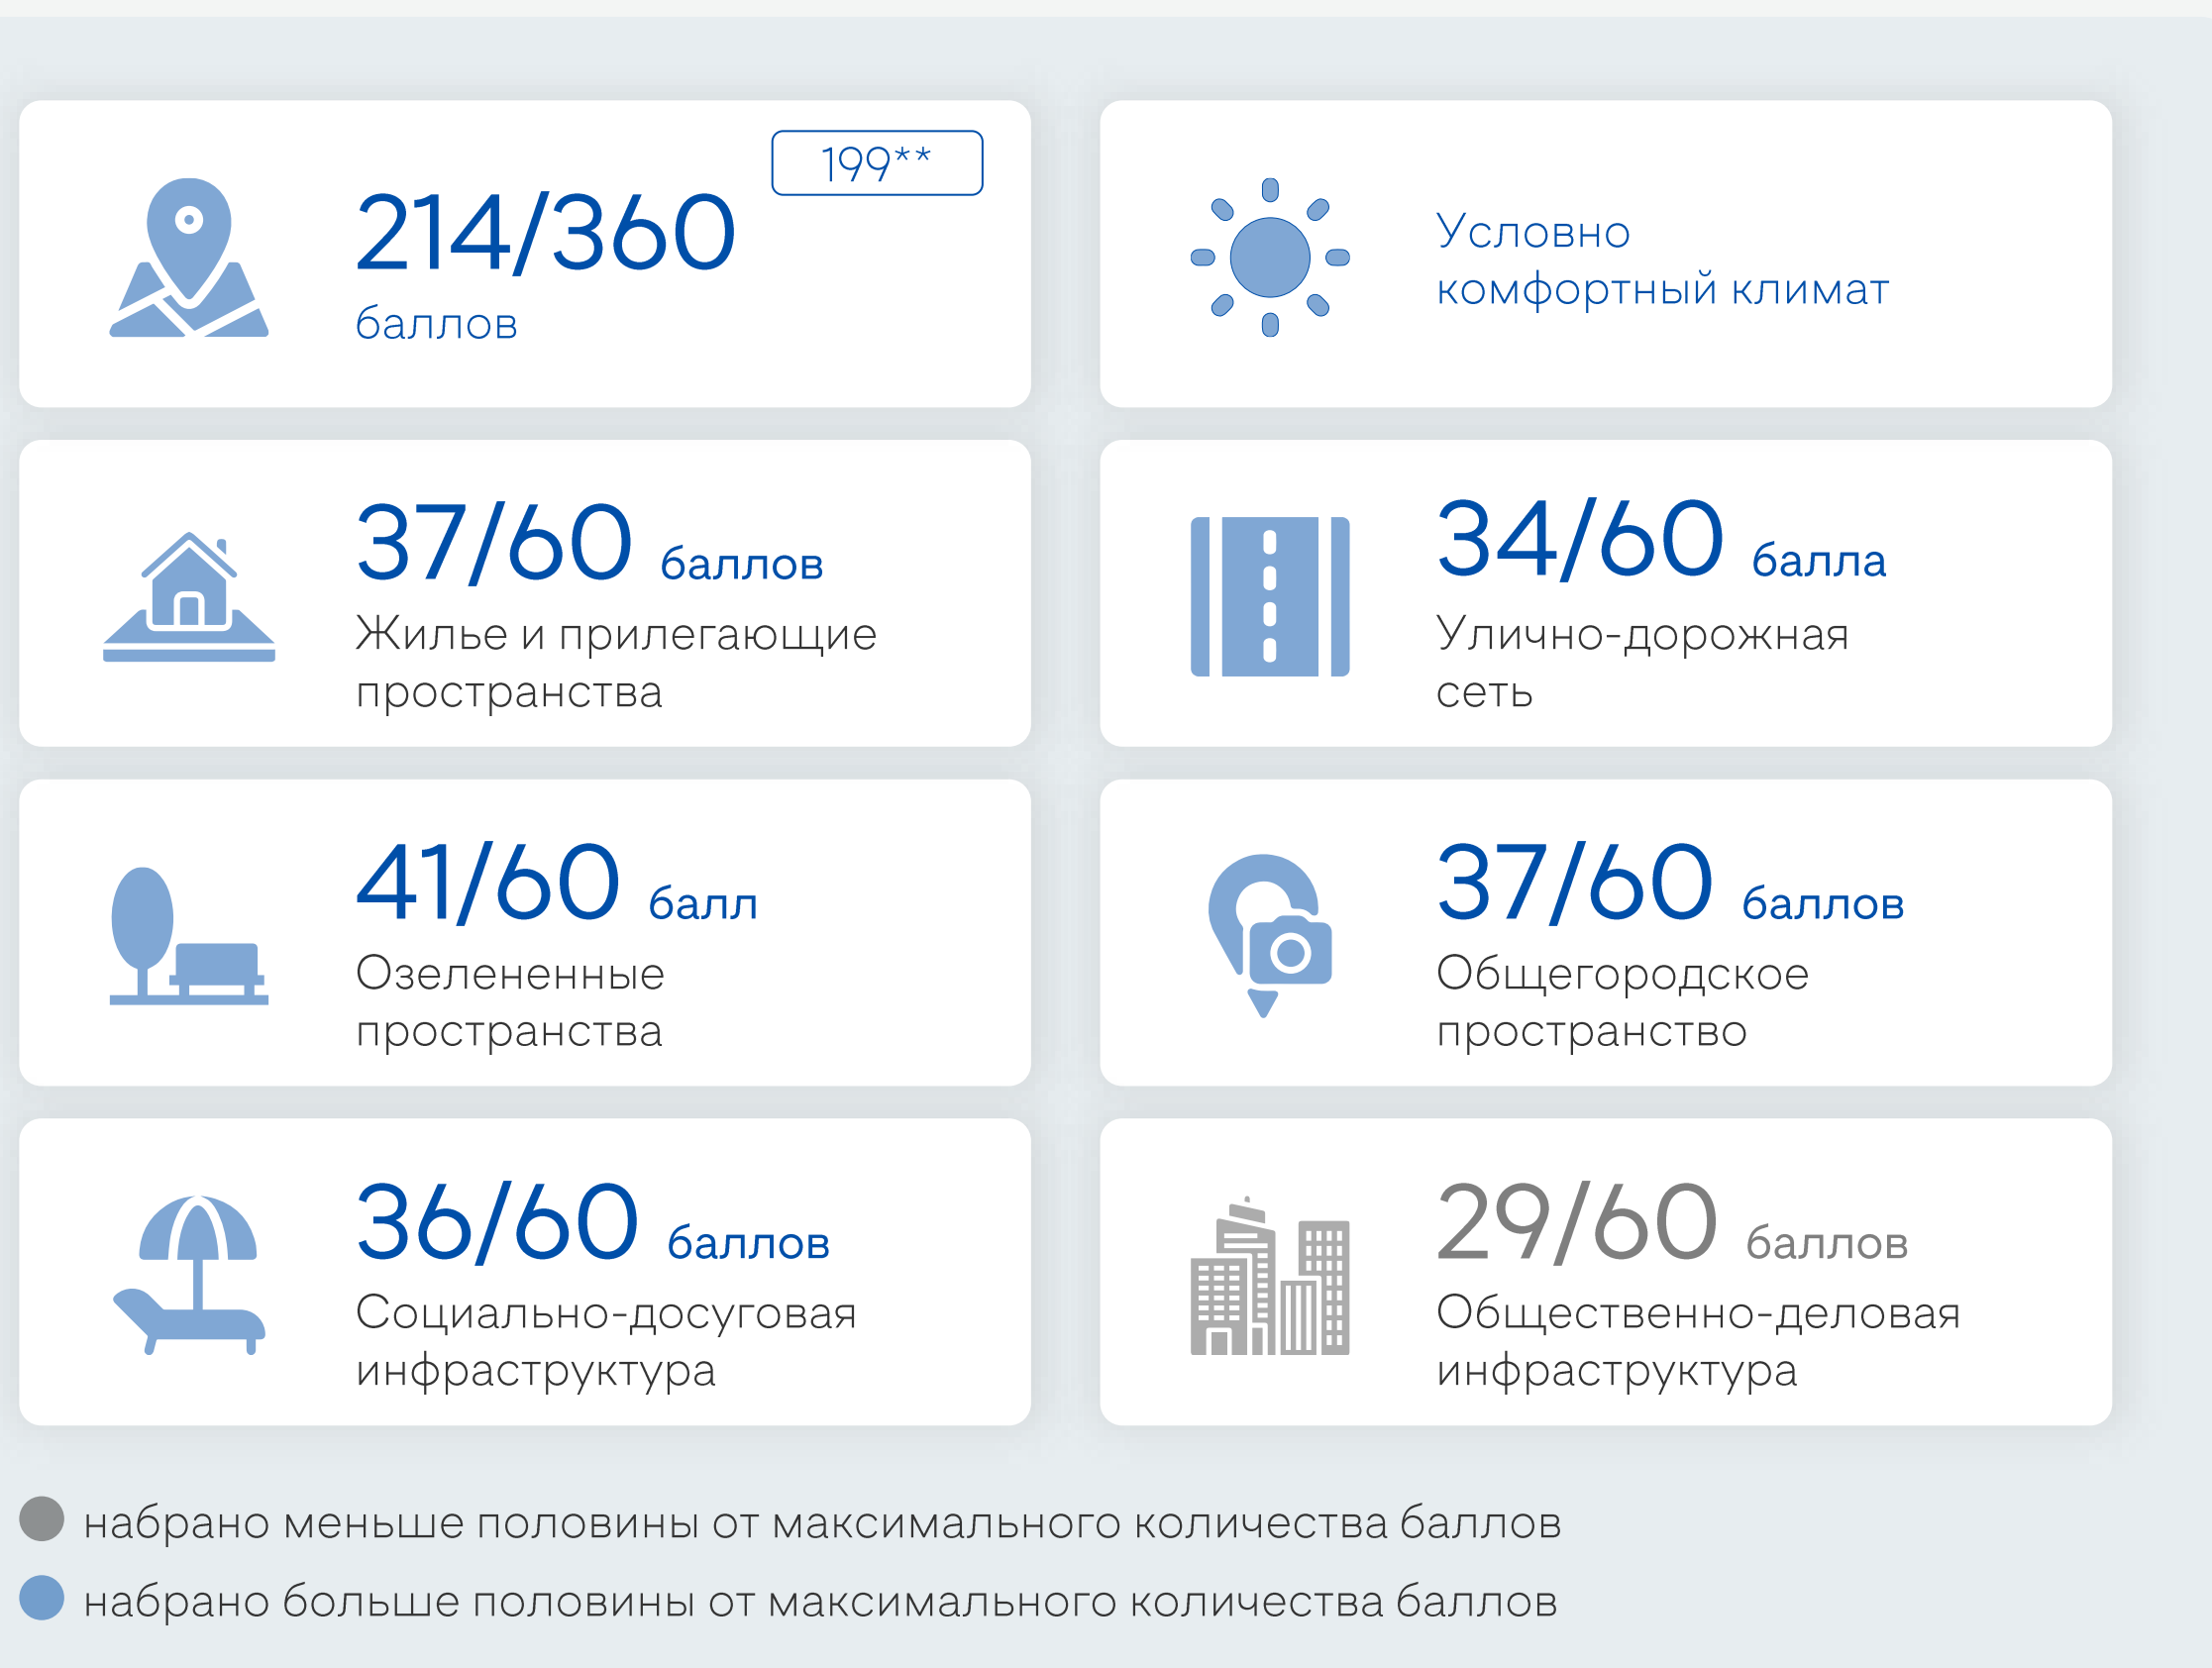 199**
214/360
баллов
Условно
комфортный климат
37/60 баллов
Жилье и прилегающие
пространства
34/60 балла
Улично-дорожная
сеть
41/60 балл
Озелененные
пространства
37/60 баллов
Общегородское
пространство
36/60 баллов
Социально-досуговая
инфраструктура
29/60 баллов
Общественно-деловая
инфраструктура
набрано меньше половины от максимального количества баллов
набрано больше половины от максимального количества баллов